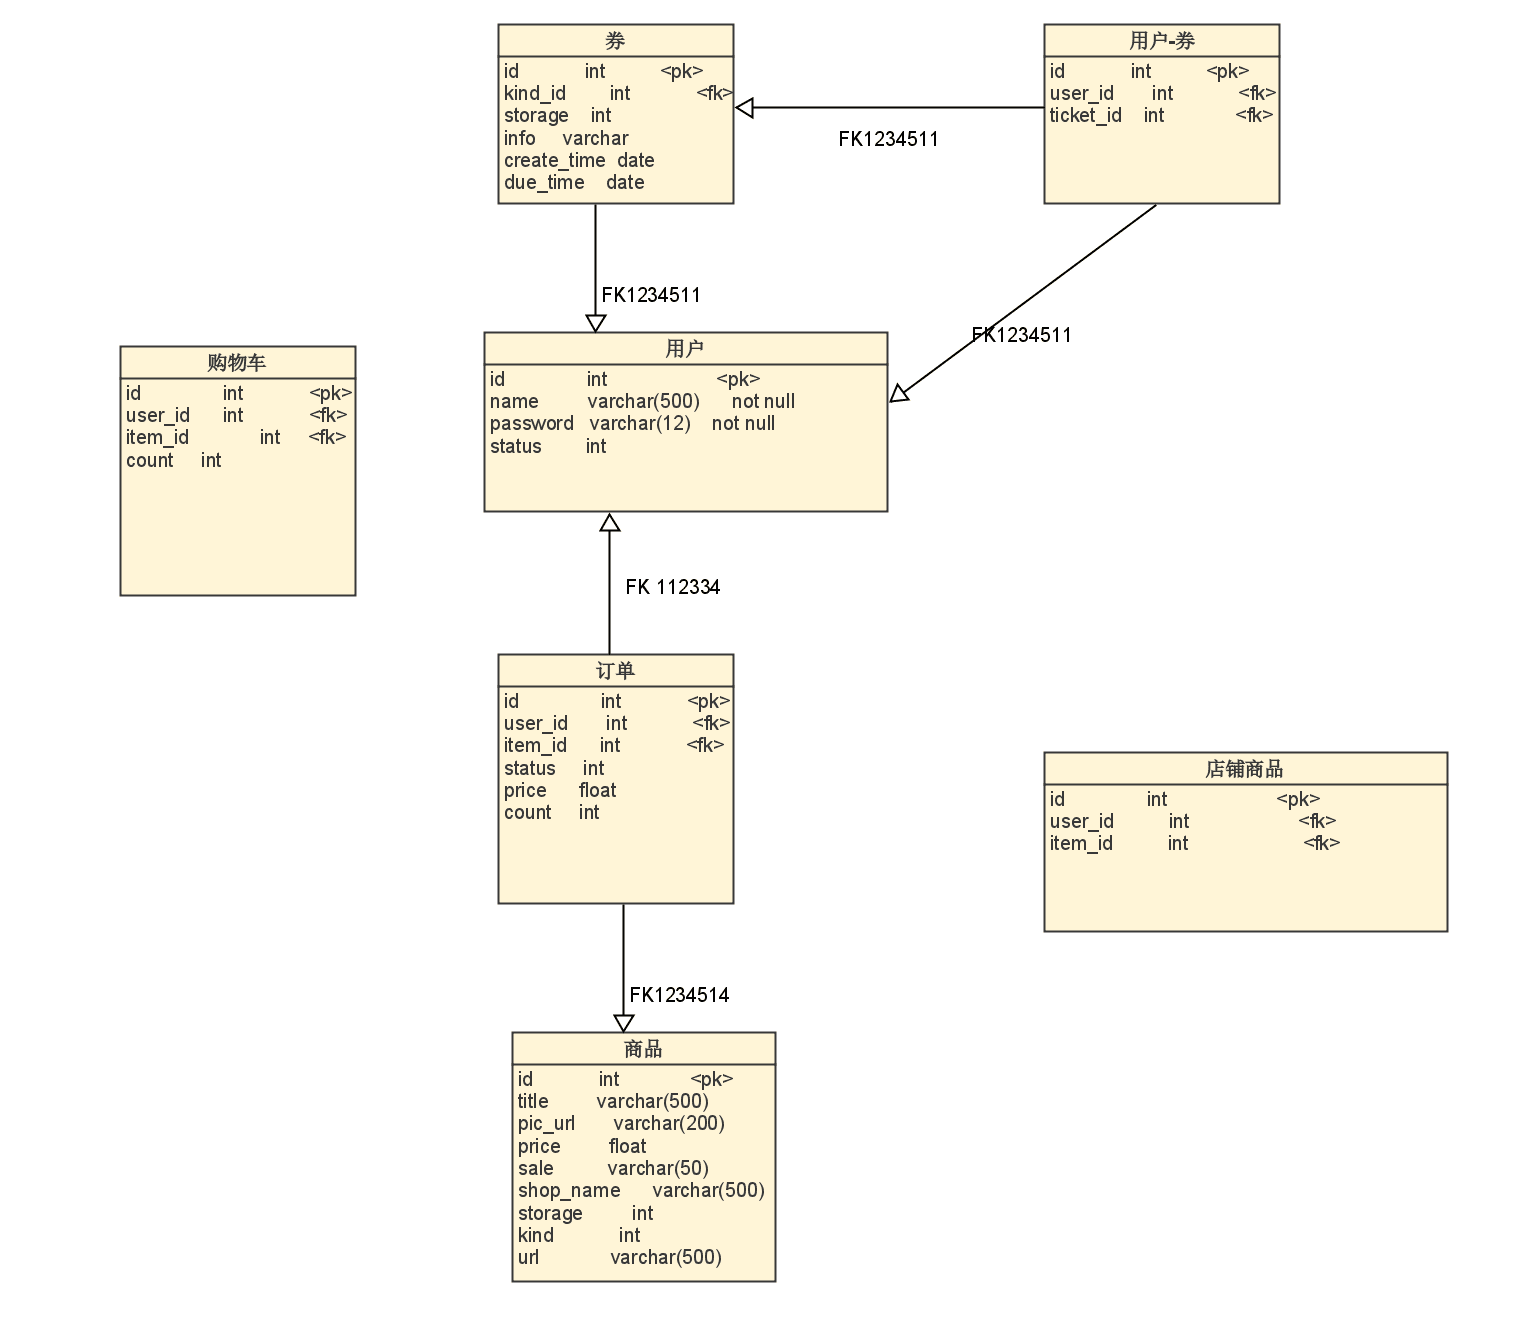 券
id int <pk>
kind_id int <fk>
storage int
info varchar
create_time date
due_time date
用户-券
id int <pk>
user_id int <fk>
ticket_id int <fk>
FK1234511
FK1234511
FK1234511
购物车
id int <pk>
user_id int <fk>
item_id int <fk>
count int
用户
id int <pk>
name varchar(500) not null
password varchar(12) not null
status int
FK 112334
订单
id int <pk>
user_id int <fk>
item_id int <fk>
status int
price float
count int
店铺商品
id int <pk>
user_id int <fk>
item_id int <fk>
FK1234514
商品
id int <pk>
title varchar(500)
pic_url varchar(200)
price float
sale varchar(50)
shop_name varchar(500)
storage int
kind int
url varchar(500)